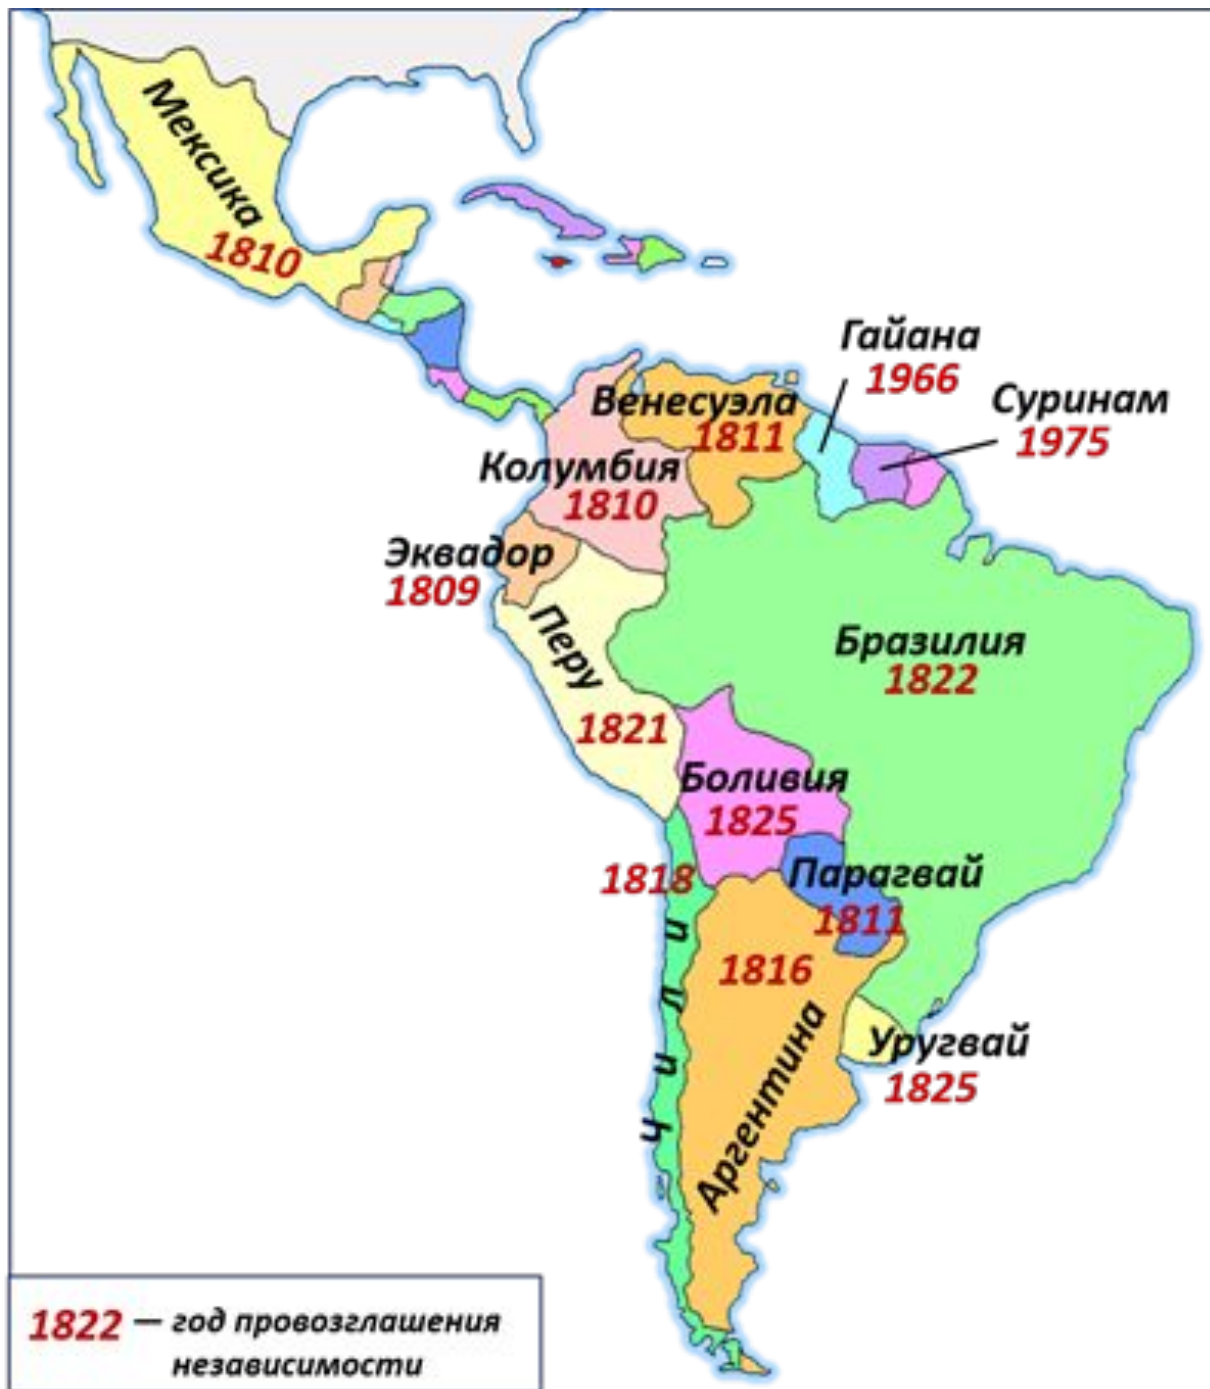 Мексика
1810
Гайана
1966
Суринам
1975
Венесуэла
1811
Колумбия
1810
Эквадор
1809
Перу
1821
Бразилия
1822
Боливия
1825
Парагвай
1811
1818
Чили
1816
Аргентина
Уругвай
1825
1822 — год провозглашения
независимости